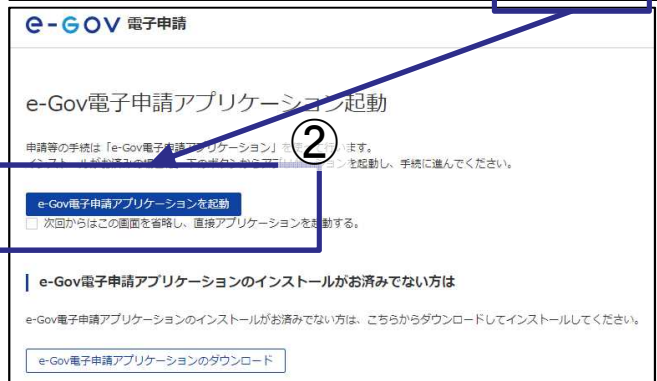 e-GOV 電子申請
e-Gov電子申請アプリケーション起動
②
申請等の手続は「e-Gov電子申請アプリケーション」を います。
インストールがお済みの 下のボタンから ョンを起動し、手続に進んでください。
e-Gov電子申請アプリケーションを起動
次回からはこの画面を省略し、直接アプリケーションを起動する。
e-Gov電子申請アプリケーションのインストールがお済みでない方は
e-Gov電子申請アプリケーションのインストールがお済みでない方は、こちらからダウンロードしてインストールしてください。
e-Gov電子申請アプリケーションのダウンロード